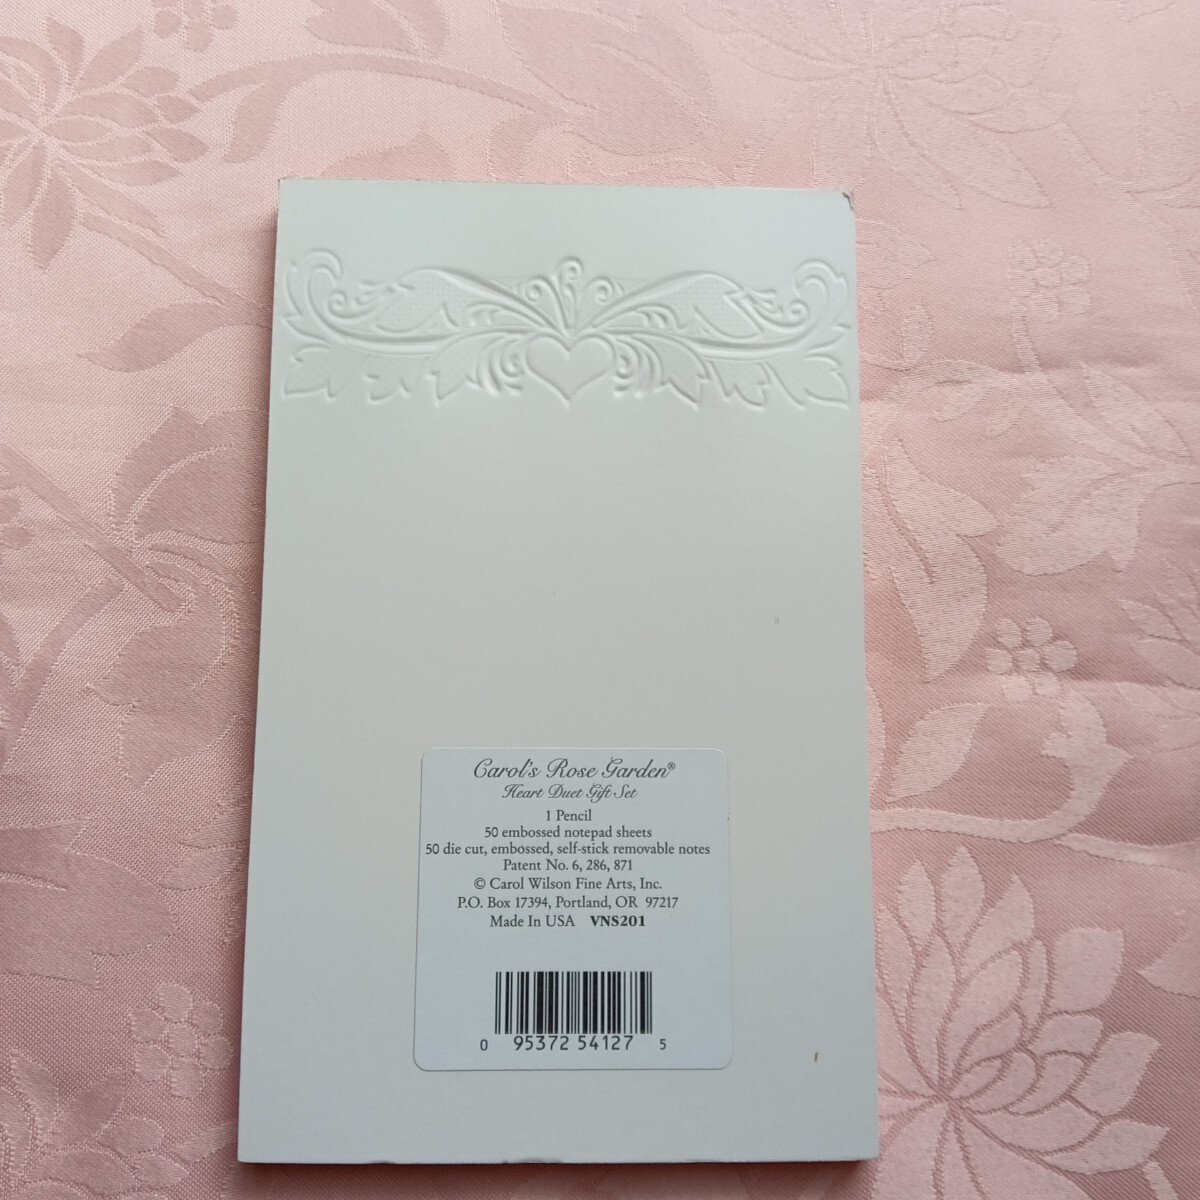 Carol's Rose Garden®
Heart Duet Gift Set
1 Pencil
50 embossed notepad sheets
50 die cut, embossed, self-stick removable notes
Patent No. 6, 286, 871
© Carol Wilson Fine Arts, Inc.
P.O. Box 17394, Portland, OR 97217
Made In USA VNS201
0 95372 54127 5